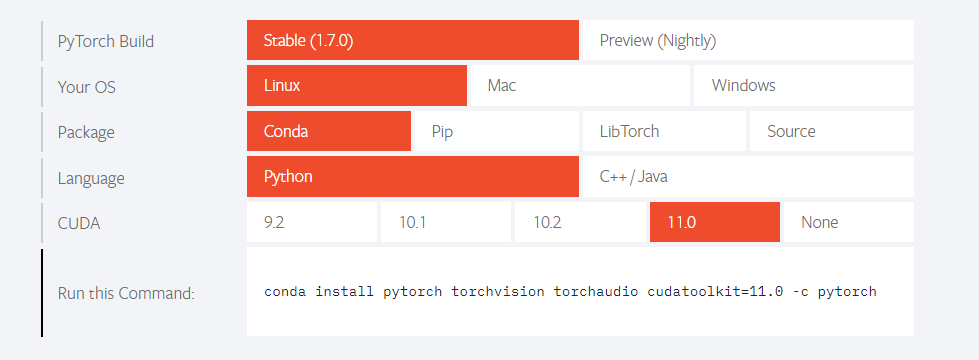 PyTorch Build Stable (1.7.0) Preview (Nightly)
Your OS Linux Mac Windows
Package Conda Pip LibTorch Source
Language Python C++ / Java
CUDA 9.2 10.1 10.2 11.0 None
Run this Command: conda install pytorch torchvision torchaudio cudatoolkit=11.0 -c pytorch